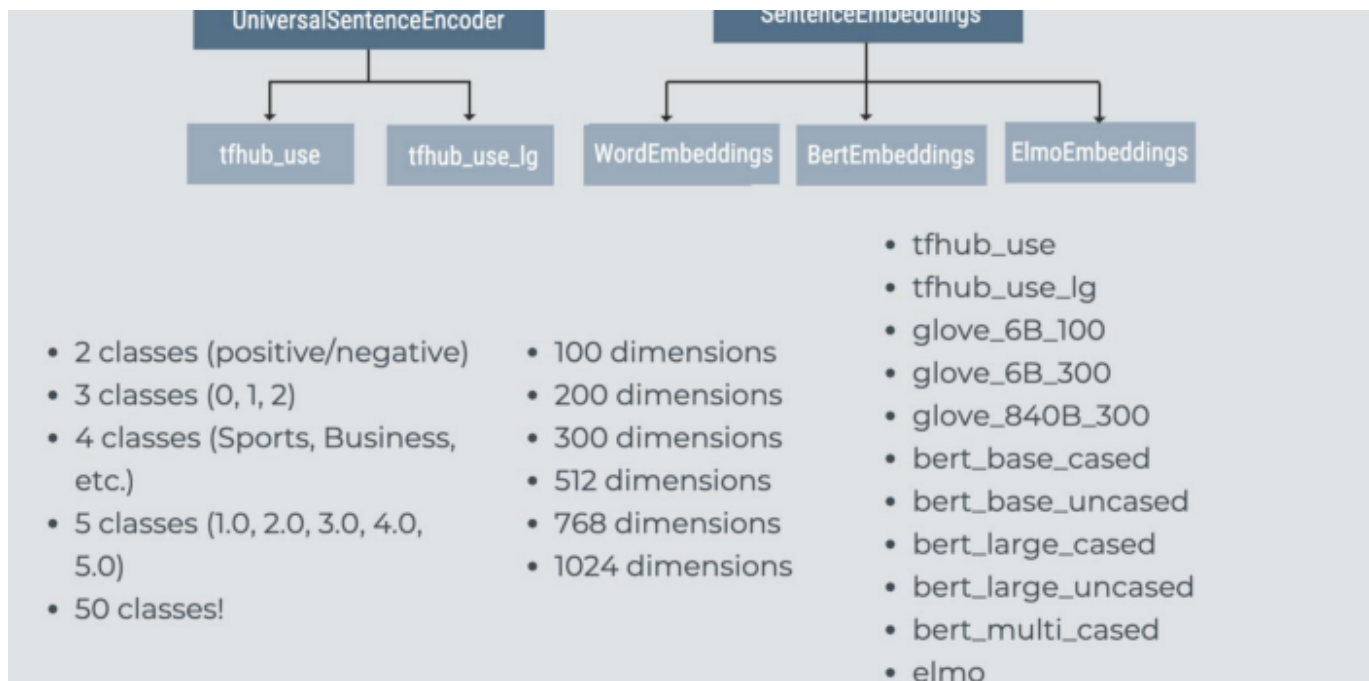 UniversalSentenceEncoder
SentenceEmbeddings
tfhub_use
tfhub_use_lg
WordEmbeddings
BertEmbeddings
ElmoEmbeddings
• 2 classes (positive/negative)
• 3 classes (0, 1, 2)
• 4 classes (Sports, Business,
etc.)
• 5 classes (1.0, 2.0, 3.0, 4.0,
5.0)
• 50 classes!
• 100 dimensions
• 200 dimensions
• 300 dimensions
• 512 dimensions
• 768 dimensions
• 1024 dimensions
• tfhub_use
• tfhub_use_lg
• glove_6B_100
• glove_6B_300
• glove_840B_300
• bert_base_cased
• bert_base_uncased
• bert_large_cased
• bert_large_uncased
• bert_multi_cased
• elmo